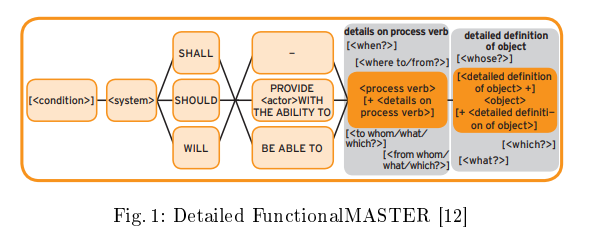 [<condition>]
<system>
SHALL
SHOULD
WILL
–
PROVIDE
<actor>WITH
THE ABILITY TO
BE ABLE TO
details on process verb
[<when?>]
[<where to/from?>]
<process verb>
[+ <details on
process verb>]
[<to whom/what/
which?>]
[<from whom/
what/which?>]
detailed definition
of object
[<whose?>]
[<detailed definition
of object> +]
<object>
[+ <detailed definiti-
on of object>]
[<which?>]
[<what?>]
Fig. 1: Detailed FunctionalMASTER [12]